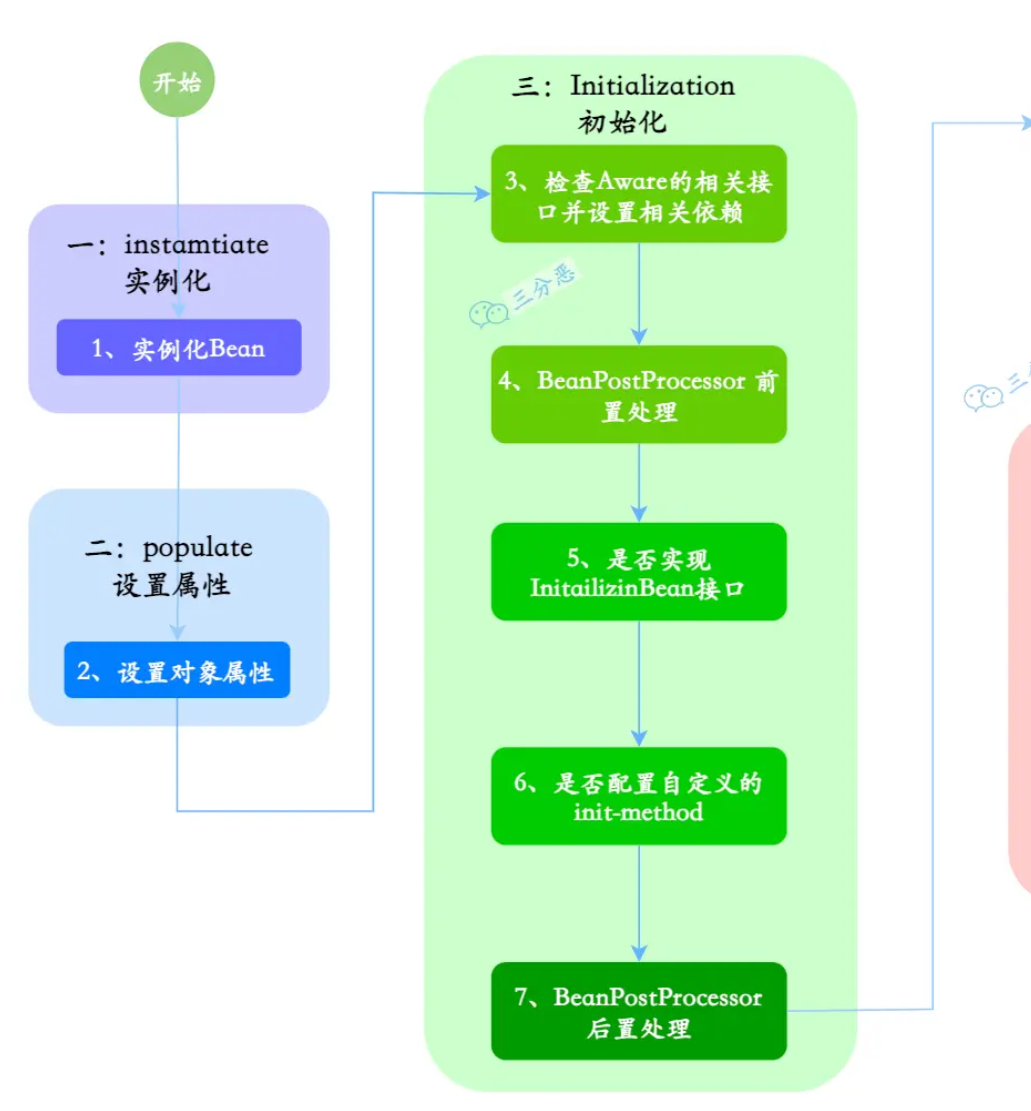 开始
一：instamtiate
实例化
1、实例化Bean
二：populate
设置属性
2、设置对象属性
三：Initialization
初始化
3、检查Aware的相关接
口并设置相关依赖
三分恶
4、BeanPostProcessor 前
置处理
5、是否实现
InitailizinBean接口
6、是否配置自定义的
init-method
7、BeanPostProcessor
后置处理
三